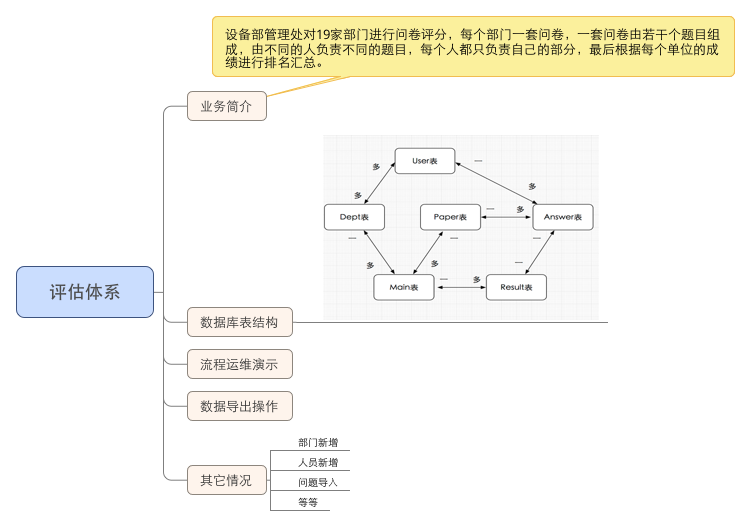 设备部管理处对19家部门进行问卷评分，每个部门一套问卷，一套问卷由若干个题目组
成，由不同的人负责不同的题目，每个人都只负责自己的部分，最后根据每个单位的成
绩进行排名汇总。
业务简介
User表
多
一
多
多
Dept表
Paper表
一
多
Answer表
一
一
一
多
多
一
多
一
Main表
Result表
评估体系
数据库表结构
流程运维演示
数据导出操作
其它情况
部门新增
人员新增
问题导入
等等